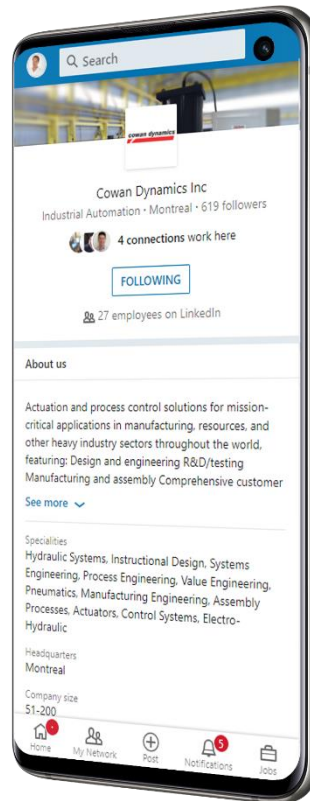 Search
cowan dynamics
Cowan Dynamics Inc
Industrial Automation • Montreal • 619 followers
4 connections work here
FOLLOWING
27 employees on LinkedIn
About us
Actuation and process control solutions for mission-
critical applications in manufacturing, resources, and
other heavy industry sectors throughout the world,
featuring: Design and engineering R&D/testing
Manufacturing and assembly Comprehensive customer
See more
Specialities
Hydraulic Systems, Instructional Design, Systems
Engineering, Process Engineering, Value Engineering,
Pneumatics, Manufacturing Engineering, Assembly
Processes, Actuators, Control Systems, Electro-
Hydraulic
Headquarters
Montreal
Company size
51-200
5
Home
My Network
Post
Notifications
Jobs